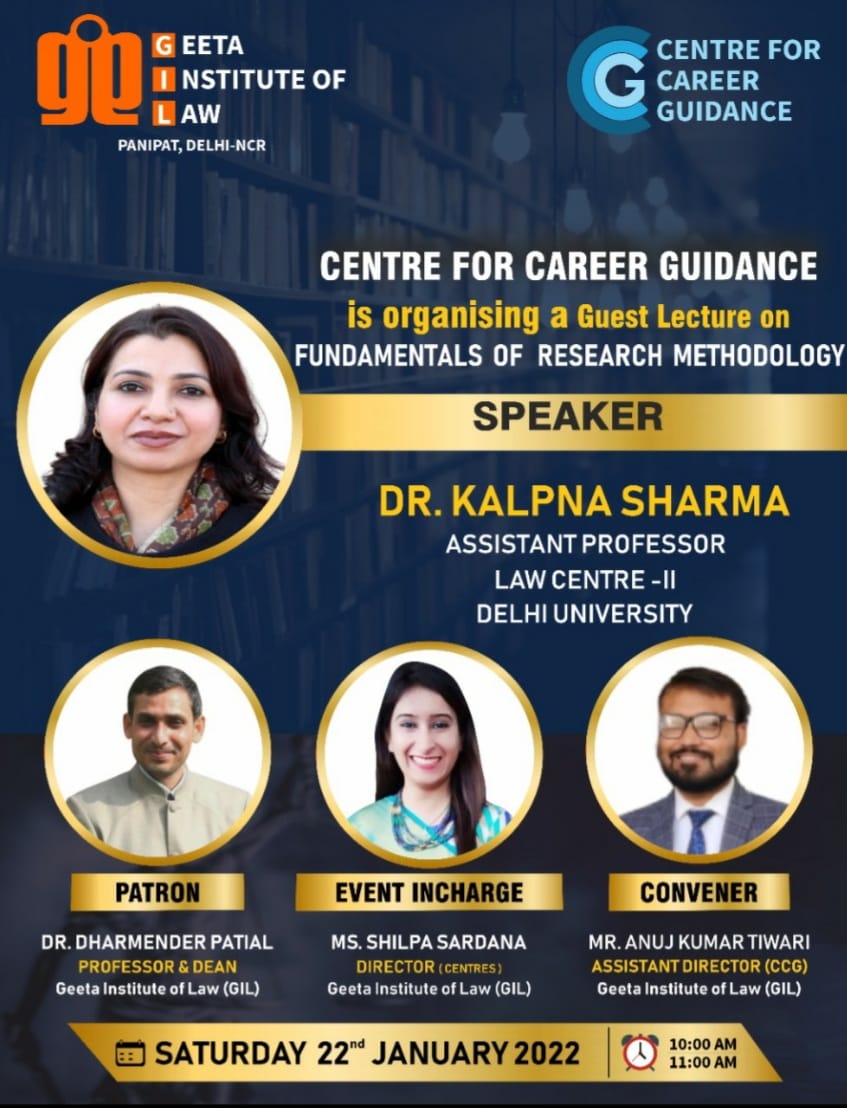 GEETA
INSTITUTE OF
LAW
PANIPAT, DELHI-NCR
CENTRE FOR
CAREER
GUIDANCE
CENTRE FOR CAREER GUIDANCE
is organising a Guest Lecture on
FUNDAMENTALS OF RESEARCH METHODOLOGY
SPEAKER
DR. KALPNA SHARMA
ASSISTANT PROFESSOR
LAW CENTRE -II
DELHI UNIVERSITY
PATRON
DR. DHARMENDER PATIAL
PROFESSOR & DEAN
Geeta Institute of Law (GIL)
EVENT INCHARGE
MS. SHILPA SARDANA
DIRECTOR (CENTRES)
Geeta Institute of Law (GIL)
CONVENER
MR. ANUJ KUMAR TIWARI
ASSISTANT DIRECTOR (CCG)
Geeta Institute of Law (GIL)
SATURDAY 22nd JANUARY 2022
10:00 AM
11:00 AM